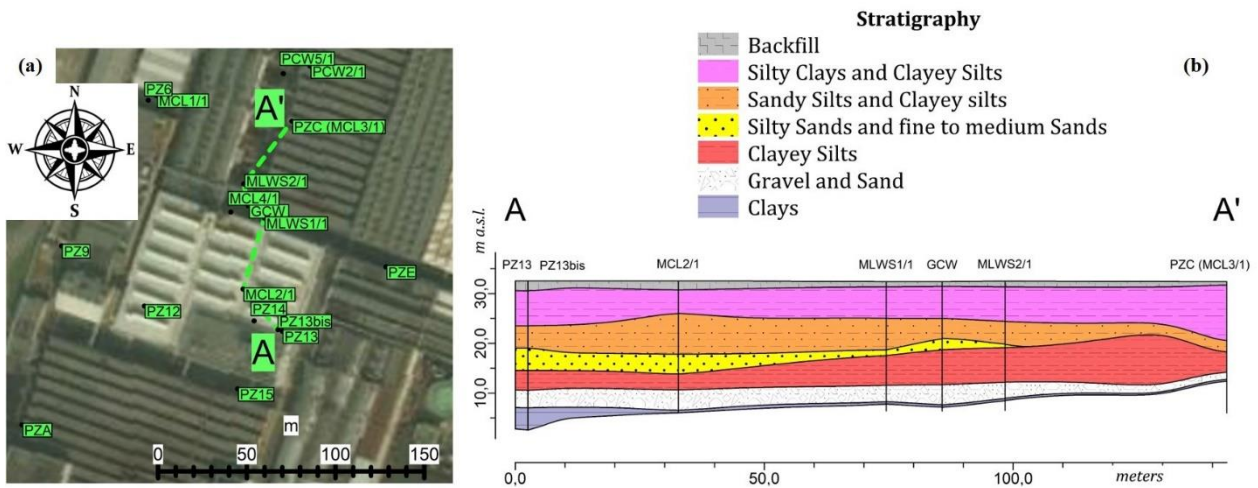 (a)
N
W
E
S
PCW5/1
PCW2/1
PZ6
MCL1/1
A'
PZC (MCL3/1)
MLWS2/1
MCL4/1
GCW
MLWS1/1
PZ9
PZE
MCL2/1
PZ14
PZ12
PZ13bis
PZ13
A
PZ15
m
PZA
0 50 100 150
Stratigraphy
(b)
Backfill
Silty Clays and Clayey Silts
Sandy Silts and Clayey silts
Silty Sands and fine to medium Sands
Clayey Silts
Gravel and Sand
Clays
A
A'
m a.s.l.
PZ13 PZ13bis MCL2/1 MLWS1/1 GCW MLWS2/1 PZC (MCL3/1)
30,0
20,0
10,0
0,0 50,0 100,0 meters